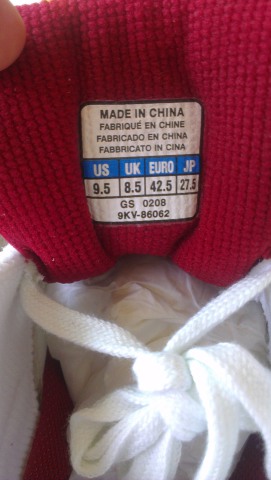 MADE IN CHINA
FABRIQUÉ EN CHINE
FABRICADO EN CHINA
FABBRICATO IN CINA
US UK EURO JP
9.5 8.5 42.5 27.5
GS 0208
9KV-86062